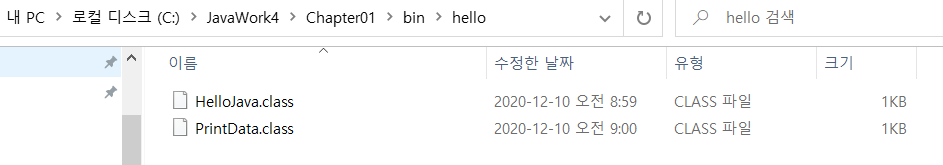 내 PC > 로컬 디스크 (C:) > JavaWork4 > Chapter01 > bin > hello
hello 검색
이름 수정한 날짜 유형 크기
HelloJava.class 2020-12-10 오전 8:59 CLASS 파일 1KB
PrintData.class 2020-12-10 오전 9:00 CLASS 파일 1KB